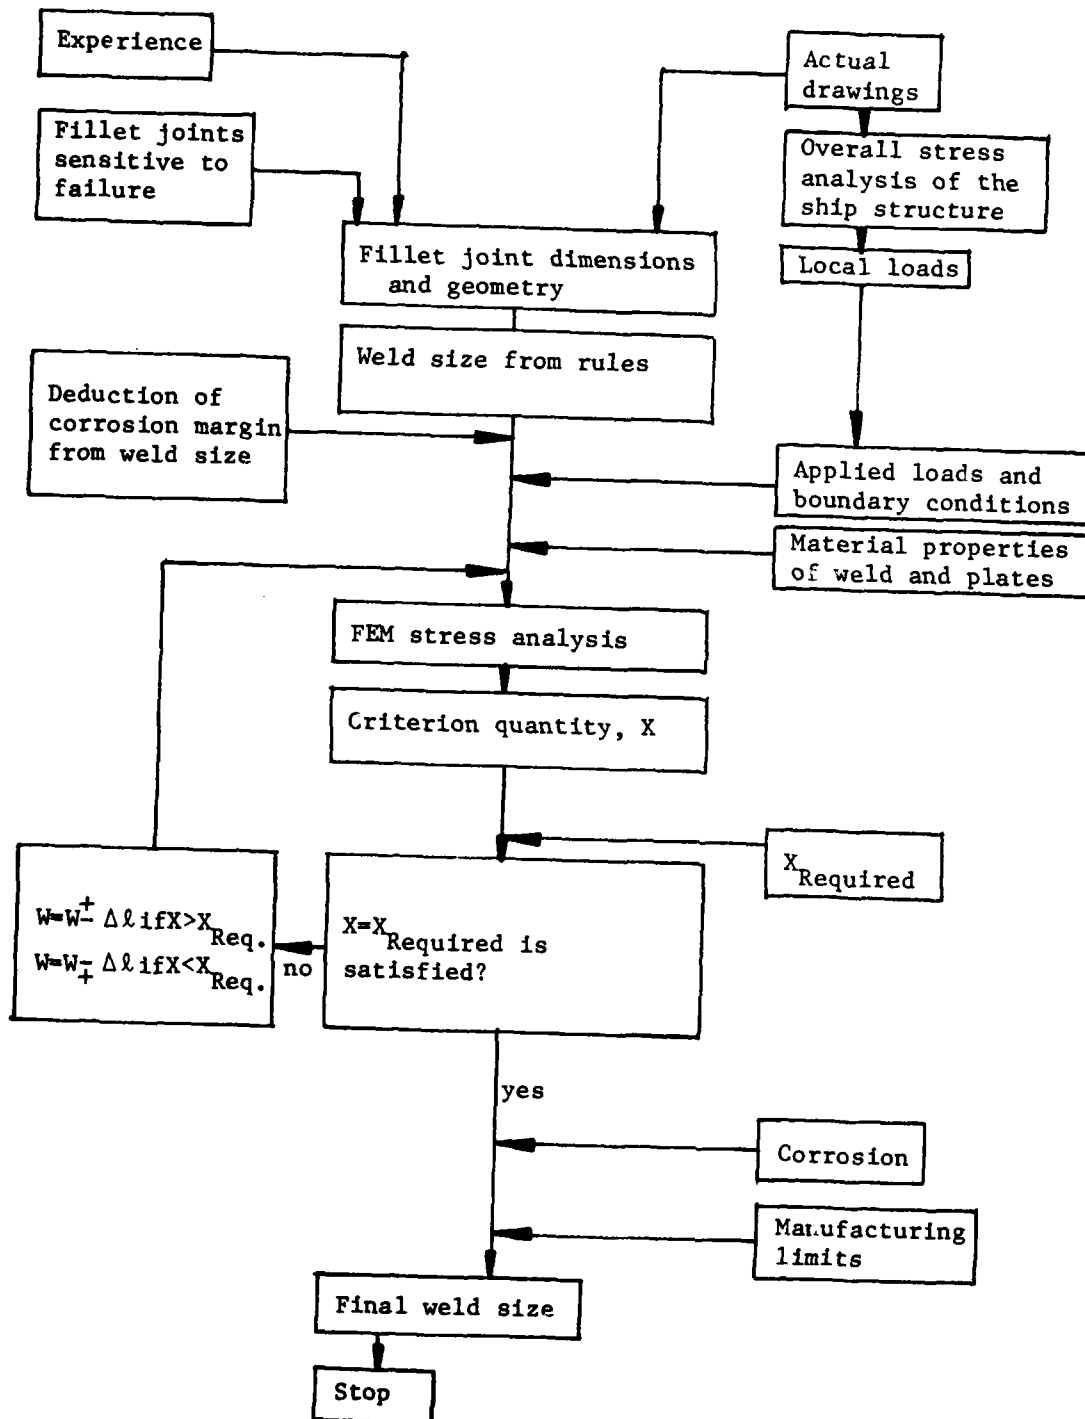 Experience
Actual
drawings
Fillet joints
sensitive to
failure
Overall stress
analysis of the
ship structure
Fillet joint dimensions
and geometry
Local loads
Weld size from rules
Deduction of
corrosion margin
from weld size
Applied loads and
boundary conditions
Material properties
of weld and plates
FEM stress analysis
Criterion quantity, X
XRequired
W=W± Δℓ ifX>XReq.
W=W∓ Δℓ ifX<XReq.
no
X=XRequired is
satisfied?
yes
Corrosion
Manufacturing
limits
Final weld size
Stop